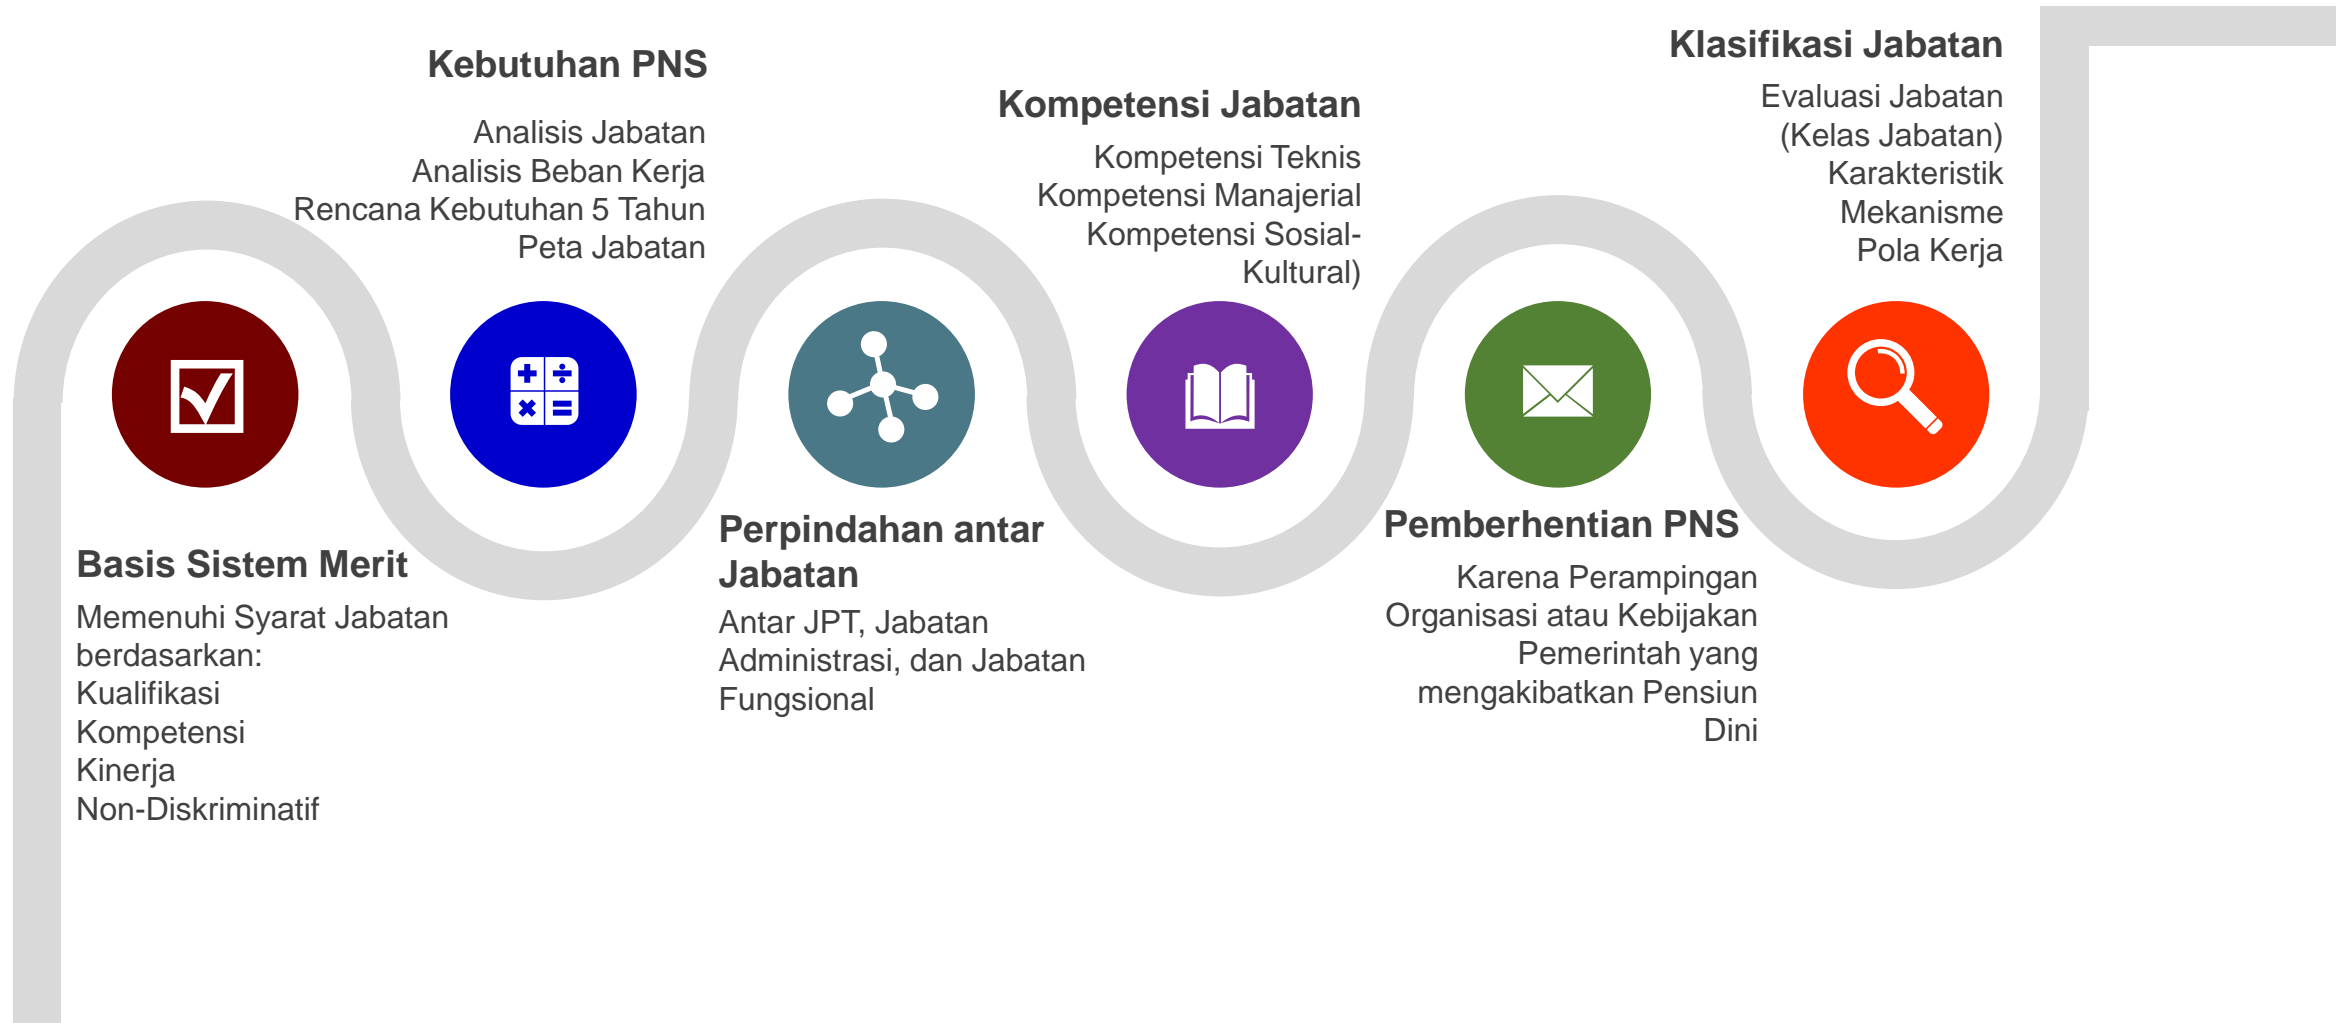 Basis Sistem Merit
Memenuhi Syarat Jabatan
berdasarkan:
Kualifikasi
Kompetensi
Kinerja
Non-Diskriminatif
Kebutuhan PNS
Analisis Jabatan
Analisis Beban Kerja
Rencana Kebutuhan 5 Tahun
Peta Jabatan
Perpindahan antar
Jabatan
Antar JPT, Jabatan
Administrasi, dan Jabatan
Fungsional
Kompetensi Jabatan
Kompetensi Teknis
Kompetensi Manajerial
Kompetensi Sosial-
Kultural)
Pemberhentian PNS
Karena Perampingan
Organisasi atau Kebijakan
Pemerintah yang
mengakibatkan Pensiun
Dini
Klasifikasi Jabatan
Evaluasi Jabatan
(Kelas Jabatan)
Karakteristik
Mekanisme
Pola Kerja